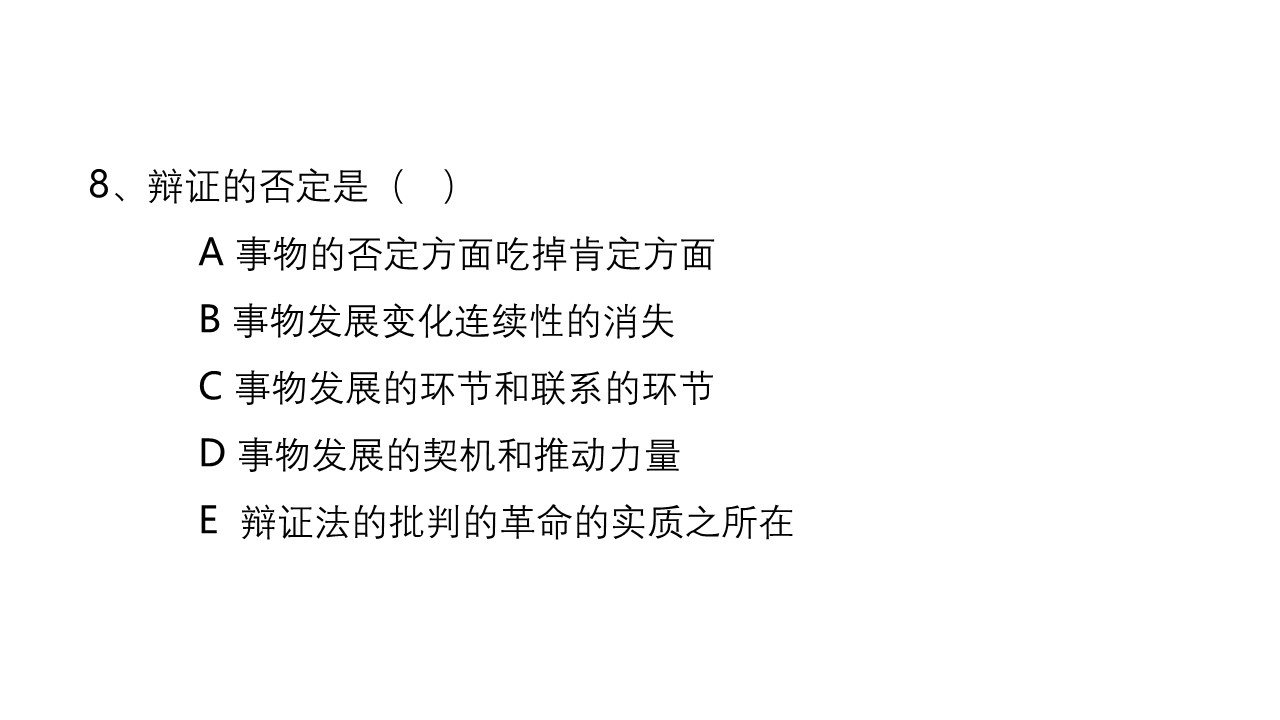 8、辩证的否定是（ ）
A 事物的否定方面吃掉肯定方面
B 事物发展变化连续性的消失
C 事物发展的环节和联系的环节
D 事物发展的契机和推动力量
E 辩证法的批判的革命的实质之所在